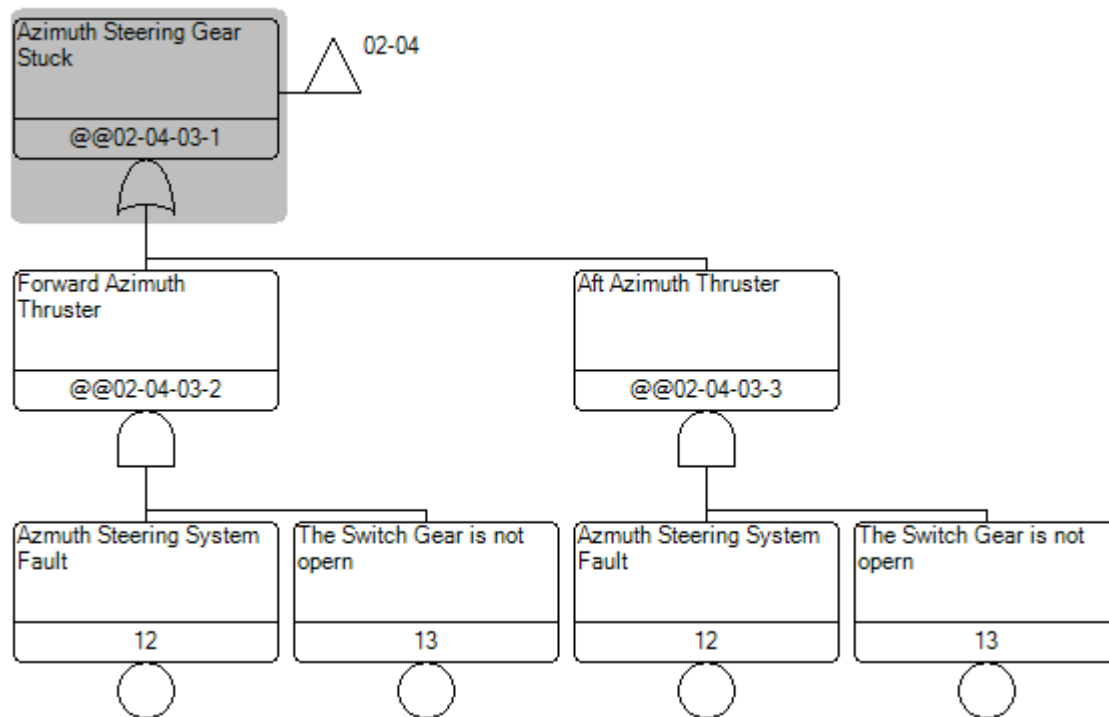 Azimuth Steering Gear
Stuck
02-04
@@02-04-03-1
Forward Azimuth
Thruster
@@02-04-03-2
Aft Azimuth Thruster
@@02-04-03-3
Azmuth Steering System
Fault
12
The Switch Gear is not
opern
13
Azmuth Steering System
Fault
12
The Switch Gear is not
opern
13